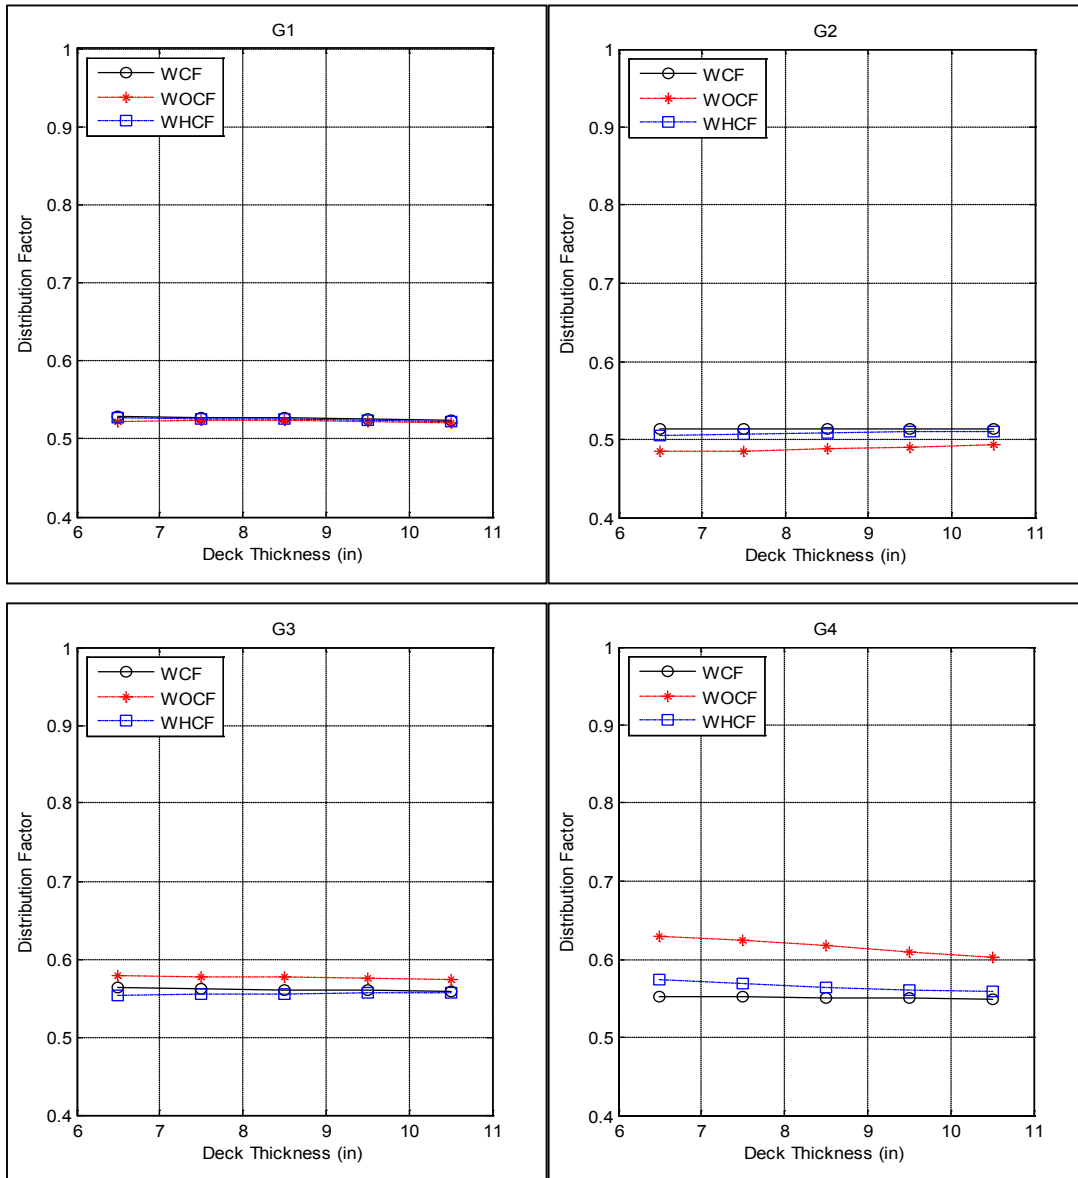 G1
1
0.9
0.8
0.7
0.6
0.5
0.4
WCF
WOCF
WHCF
Distribution Factor
6 7 8 9 10 11
Deck Thickness (in)
G2
1
0.9
0.8
0.7
0.6
0.5
0.4
WCF
WOCF
WHCF
Distribution Factor
6 7 8 9 10 11
Deck Thickness (in)
G3
1
0.9
0.8
0.7
0.6
0.5
0.4
WCF
WOCF
WHCF
Distribution Factor
6 7 8 9 10 11
Deck Thickness (in)
G4
1
0.9
0.8
0.7
0.6
0.5
0.4
WCF
WOCF
WHCF
Distribution Factor
6 7 8 9 10 11
Deck Thickness (in)